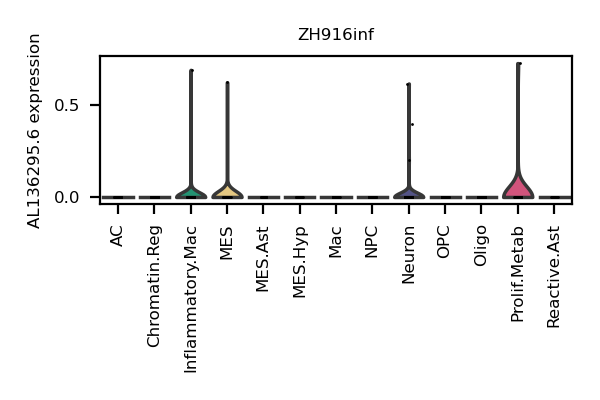 ZH916inf
AL136295.6 expression
0.5
0.0
AC
Chromatin.Reg
Inflammatory.Mac
MES
MES.Ast
MES.Hyp
Mac
NPC
Neuron
OPC
Oligo
Prolif.Metab
Reactive.Ast